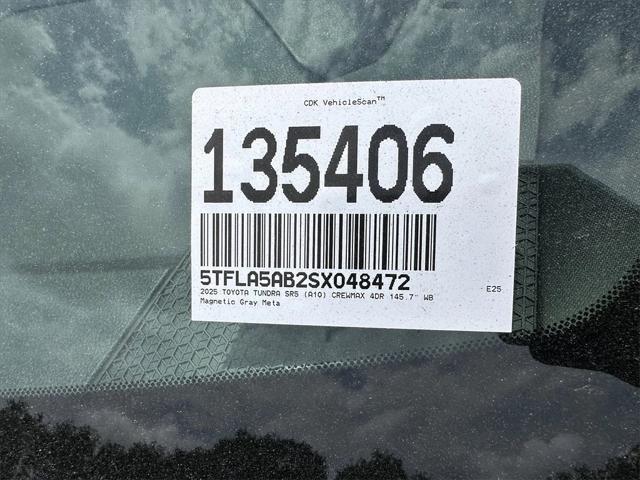 CDK VehicleScan™
135406
5TFLA5AB2SX048472
2025 TOYOTA TUNDRA SR5 (A10) CREWMAX 4DR 145.7" WB
E25
Magnetic Gray Meta